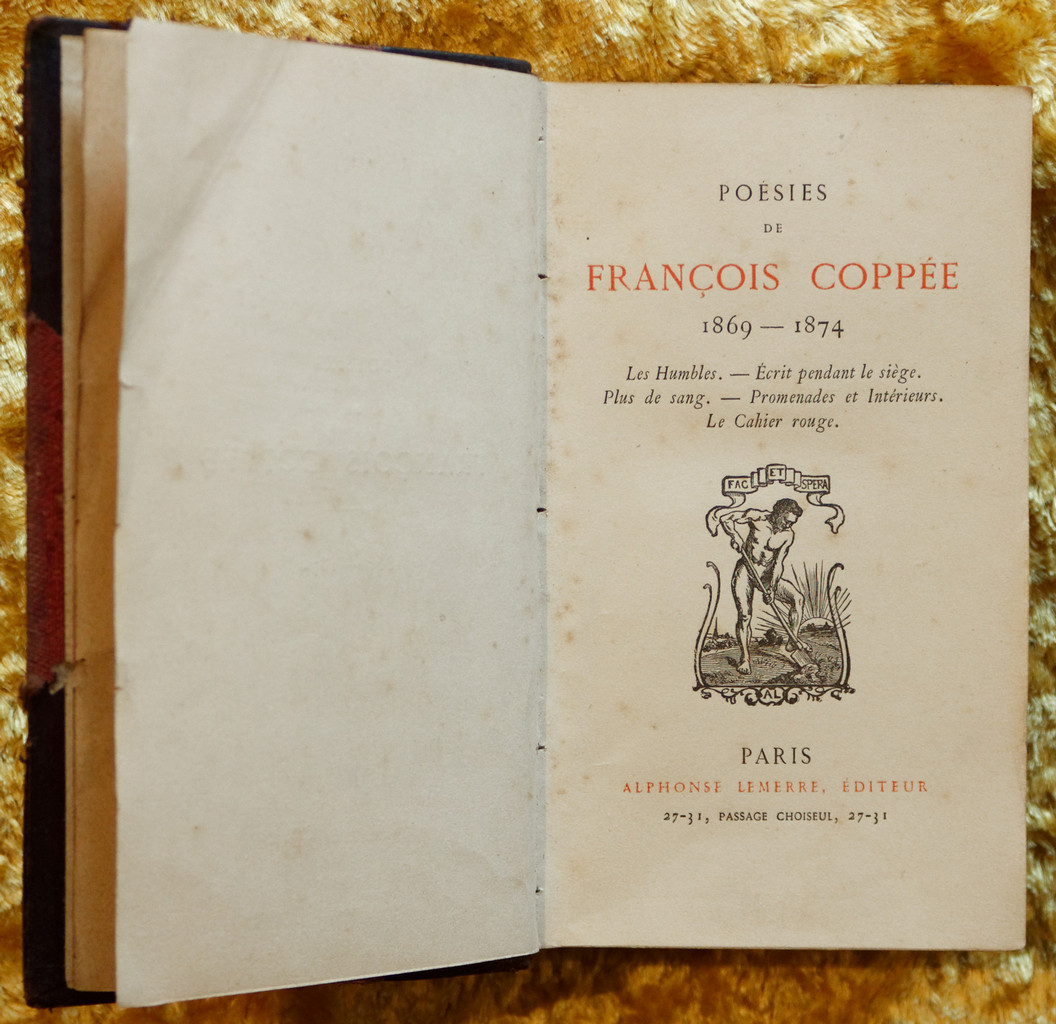 POÉSIES
DE
FRANÇOIS COPPÉE
1869 — 1874
Les Humbles. — Écrit pendant le siège.
Plus de sang. — Promenades et Intérieurs.
Le Cahier rouge.
FAC ET SPERA
AL
PARIS
ALPHONSE LEMERRE, ÉDITEUR
27-31, PASSAGE CHOISEUL, 27-31